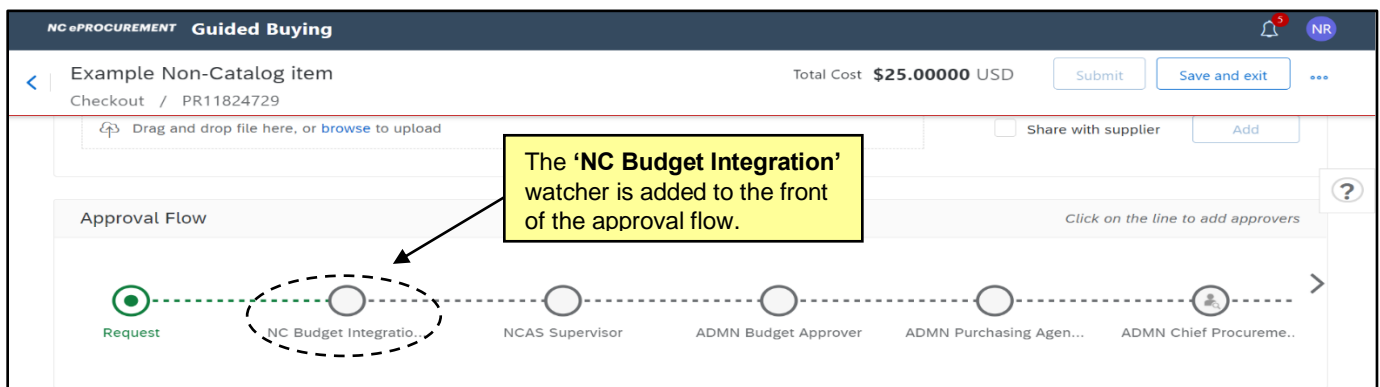 NC ePROCUREMENT Guided Buying
5
NR
Example Non-Catalog item
Total Cost $25.00000 USD
Submit
Save and exit
Checkout / PR11824729
Drag and drop file here, or browse to upload
Share with supplier
Add
The ‘NC Budget Integration’
watcher is added to the front
of the approval flow.
?
Approval Flow
Click on the line to add approvers
Request
NC Budget Integratio...
NCAS Supervisor
ADMN Budget Approver
ADMN Purchasing Agen...
ADMN Chief Procureme..